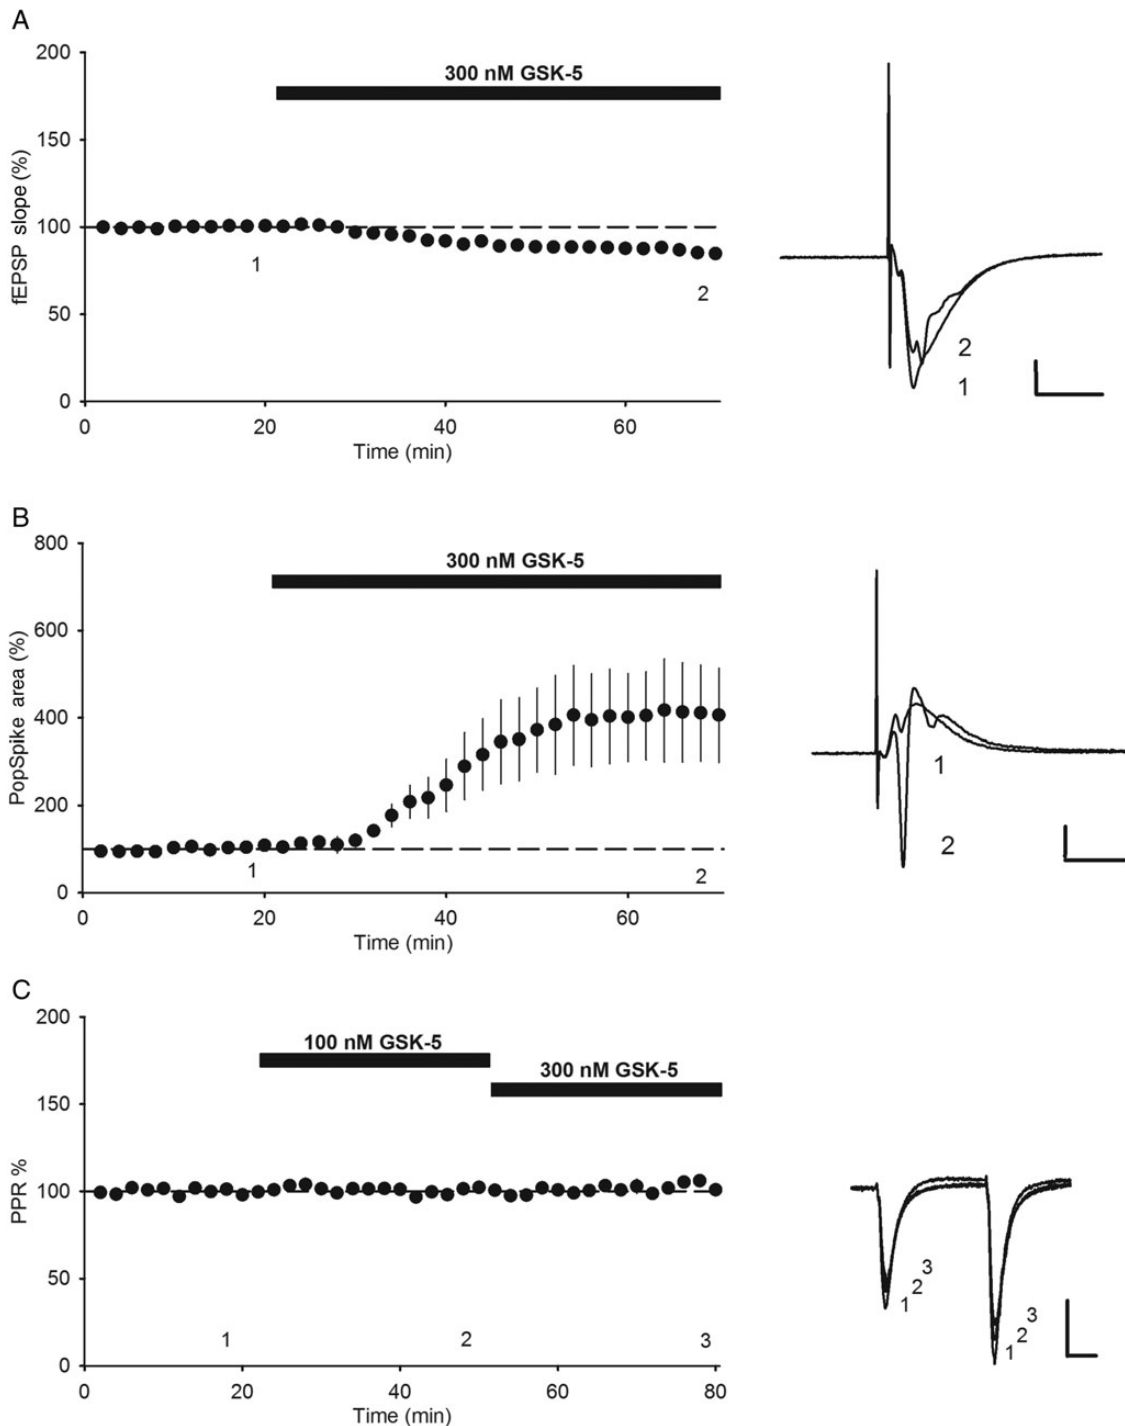 A
200
300 nM GSK-5
150
fEPSP slope (%)
100
1
2
50
0
0 20 40 60
Time (min)
2
1
B
800
300 nM GSK-5
600
PopSpike area (%)
400
200
1 2
0
0 20 40 60
Time (min)
1
2
C
200
100 nM GSK-5
300 nM GSK-5
150
PPR %
100
50
1 2 3
0
0 20 40 60 80
Time (min)
1 2 3
1 2 3